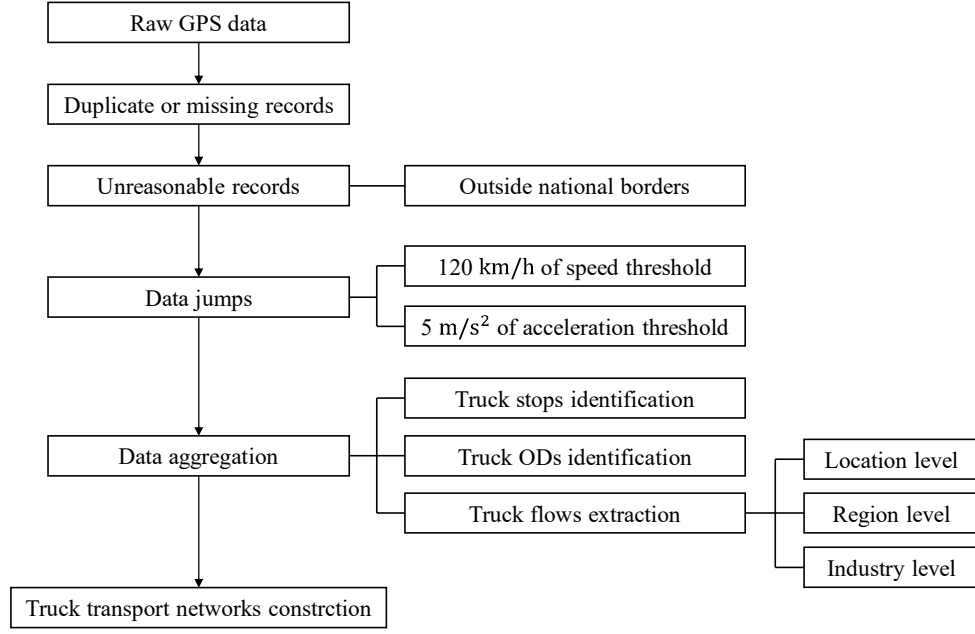 Raw GPS data
Duplicate or missing records
Unreasonable records
Outside national borders
Data jumps
120 km/h of speed threshold
5 m/s² of acceleration threshold
Data aggregation
Truck stops identification
Truck ODs identification
Truck flows extraction
Location level
Region level
Industry level
Truck transport networks constrction